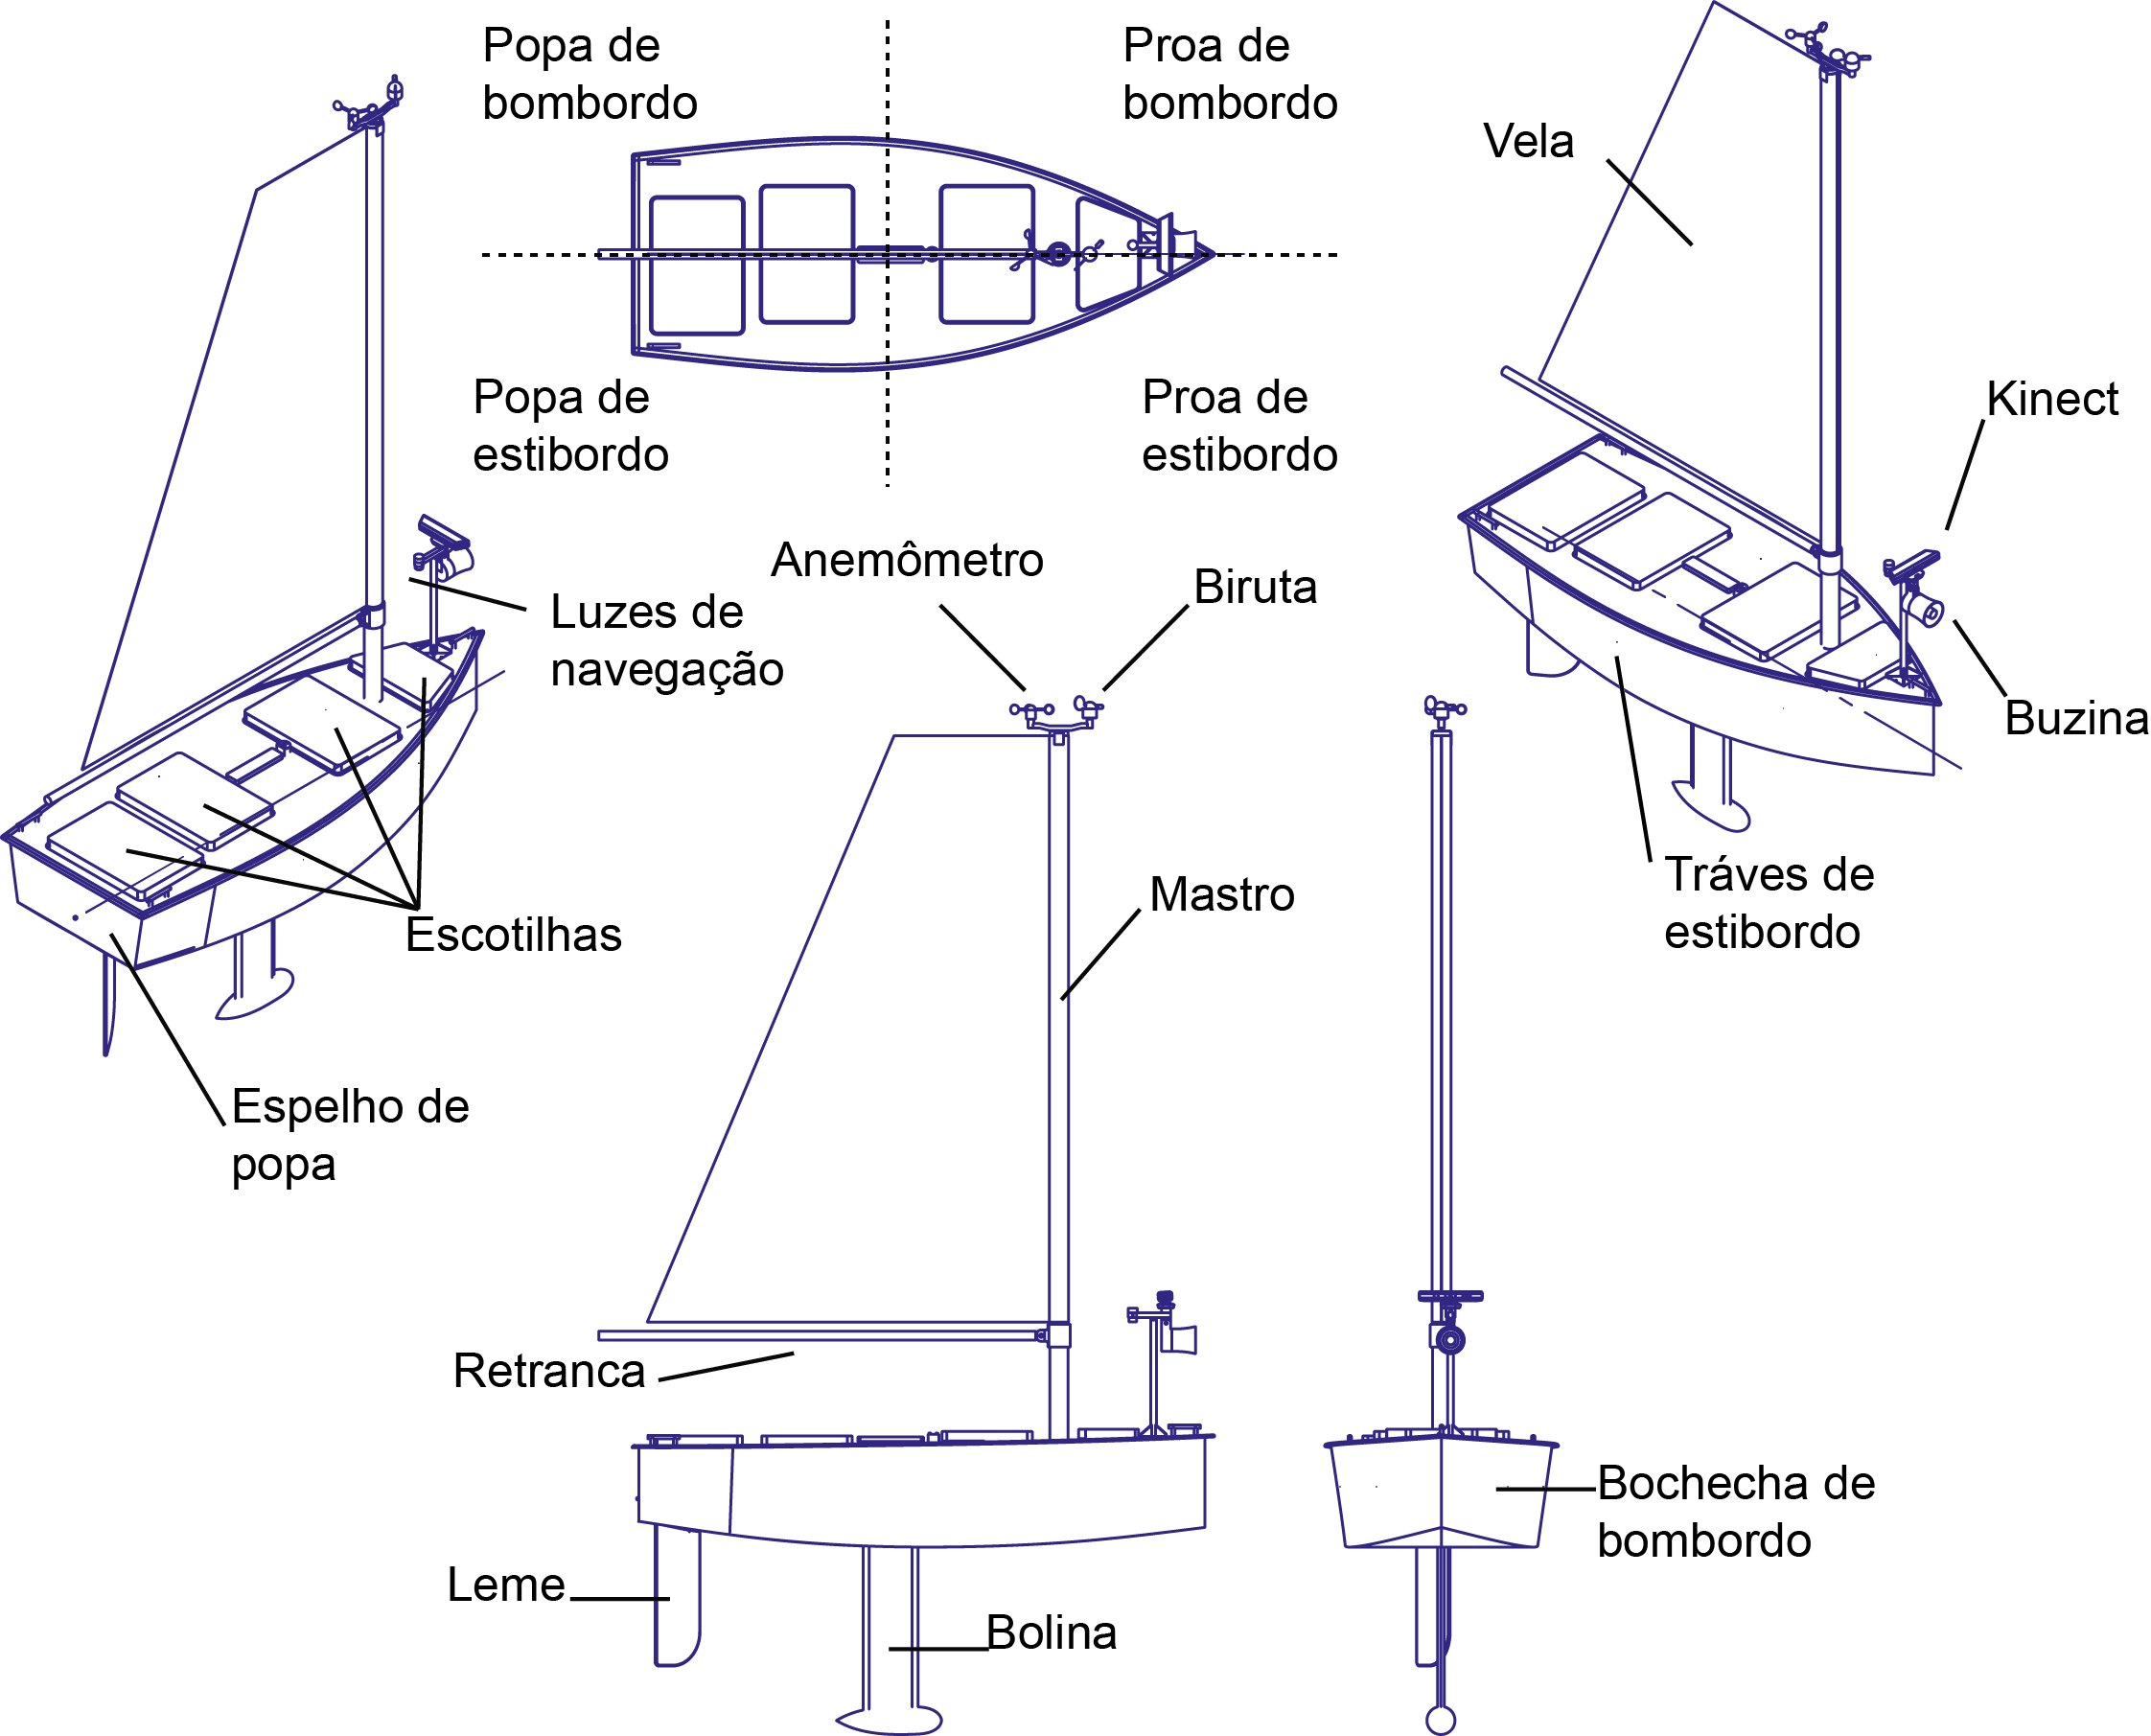 Popa de
bombordo
Proa de
bombordo
Vela
Popa de
estibordo
Proa de
estibordo
Kinect
Anemômetro
Biruta
Luzes de
navegação
Buzina
Mastro
Tráves de
estibordo
Escotilhas
Espelho de
popa
Retranca
Bochecha de
bombordo
Leme
Bolina